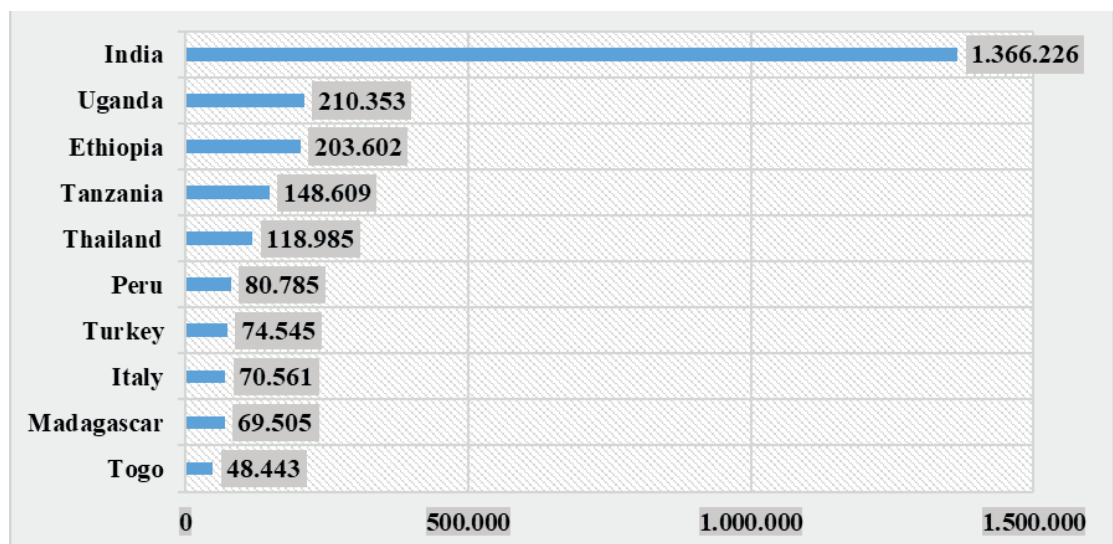 India 1.366.226
Uganda 210.353
Ethiopia 203.602
Tanzania 148.609
Thailand 118.985
Peru 80.785
Turkey 74.545
Italy 70.561
Madagascar 69.505
Togo 48.443
0 500.000 1.000.000 1.500.000